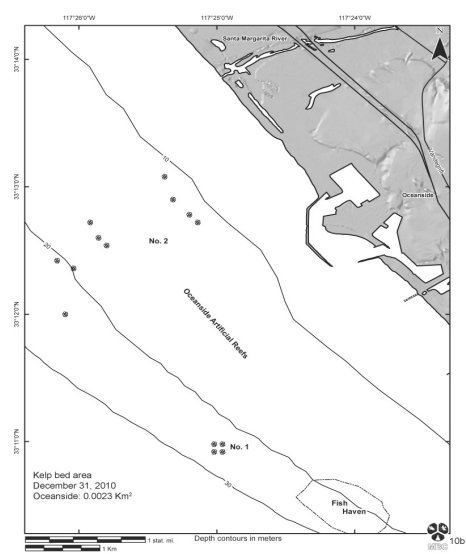 117°26'0"W
117°25'0"W
117°24'0"W
N
Santa Margarita River
33°14'0"N
10
33°13'0"N
Oceanside
No. 2
20
33°12'0"N
Oceanside Artificial Reefs
33°11'0"N
No. 1
Kelp bed area
December 31, 2010
Oceanside: 0.0023 Km²
30
Fish
Haven
1 stat. mi.
1 Km
Depth contours in meters
MBC
10b